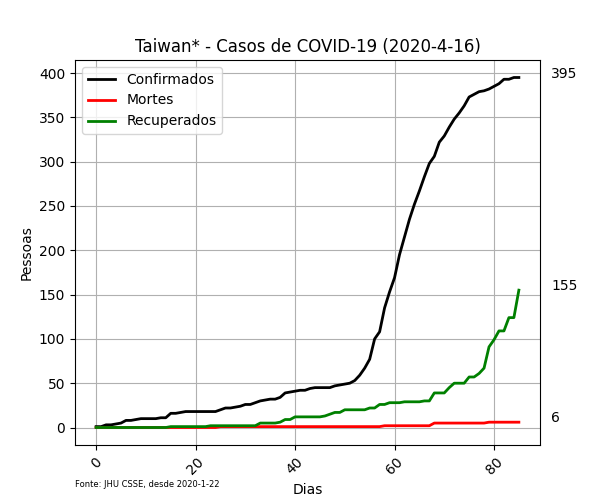 Taiwan* - Casos de COVID-19 (2020-4-16)
Confirmados
Mortes
Recuperados
Pessoas
400
350
300
250
200
150
100
50
0
395
155
6
0
20
40
60
80
Dias
Fonte: JHU CSSE, desde 2020-1-22